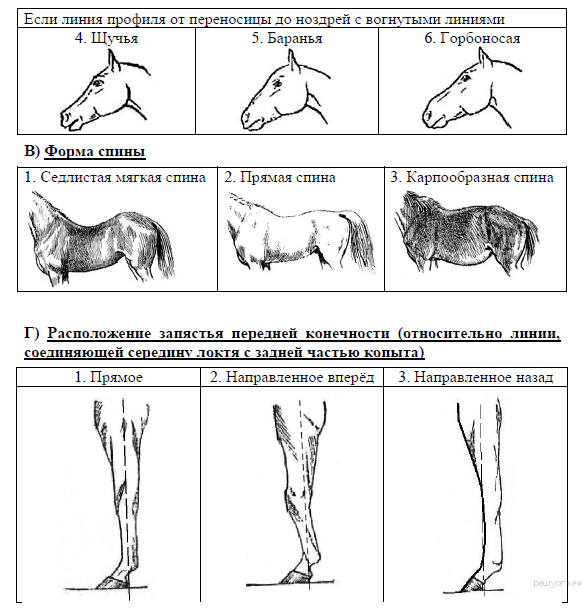 Если линия профиля от переносицы до ноздрей с вогнутыми линиями
4. Щучья
5. Баранья
6. Горбоносая
В) Форма спины
1. Седлистая мягкая спина
2. Прямая спина
3. Карпообразная спина
Г) Расположение запястья передней конечности (относительно линии,
соединяющей середину локтя с задней частью копыта)
1. Прямое
2. Направленное вперёд
3. Направленное назад
решуогэ.рф